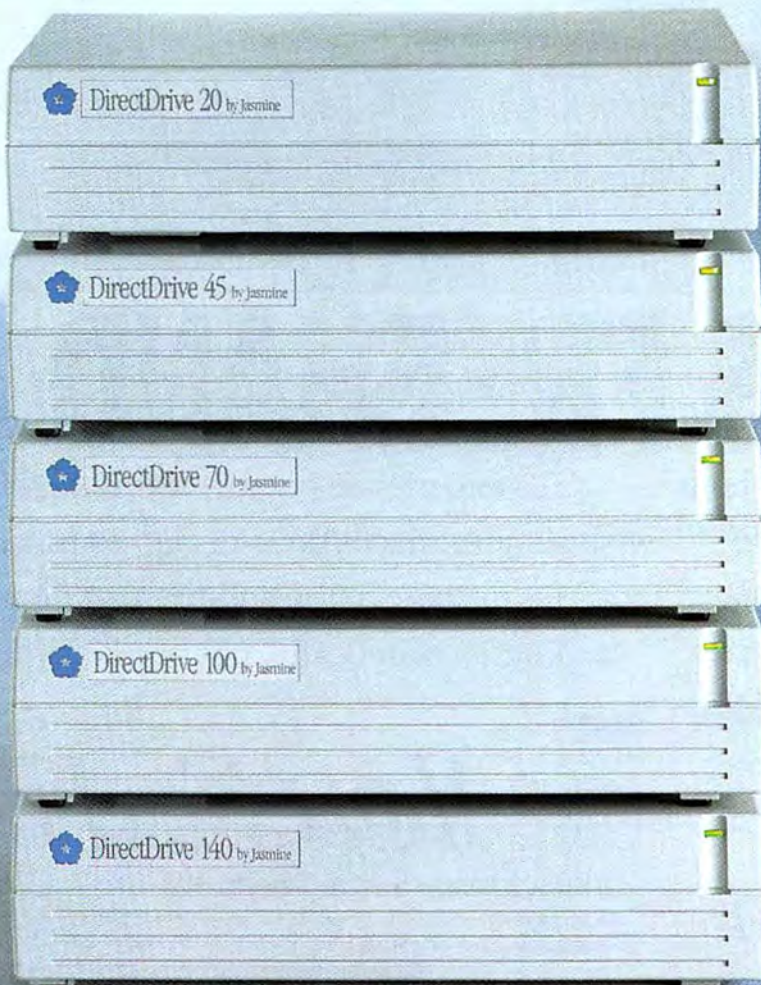 DirectDrive 20 by Jasmine
DirectDrive 45 by Jasmine
DirectDrive 70 by Jasmine
DirectDrive 100 by Jasmine
DirectDrive 140 by Jasmine